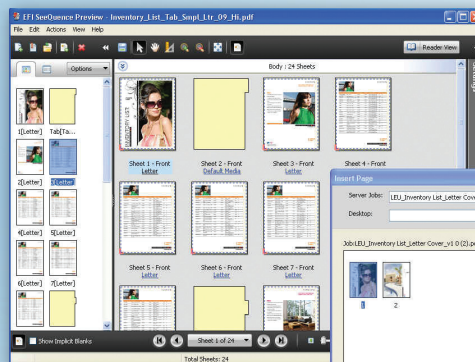 EFI SeeQuence Preview - Inventory_List_Tab_Smpl_Ltr_09_Hi.pdf
File Edit Actions View Help
Reader View
Options
Body : 24 Sheets
INVENTORY LIST
1[Letter] Tab[Ta...
2[Letter] 3[Letter]
4[Letter] 5[Letter]
6[Letter] 7[Letter]
Sheet 1 - Front Sheet 2 - Front Sheet 3 - Front Sheet 4 - Front
Letter Default Media Letter
Sheet 5 - Front Sheet 6 - Front Sheet 7 - Front
Letter Letter Letter
Insert Page
Server Jobs: LEU_Inventory List_Letter Cove
Desktop:
Job:LEU_Inventory List_Letter Cover_v1 0 (2).p
1 2
Show Implicit Blanks
Sheet 1 of 24
Total Sheets: 24